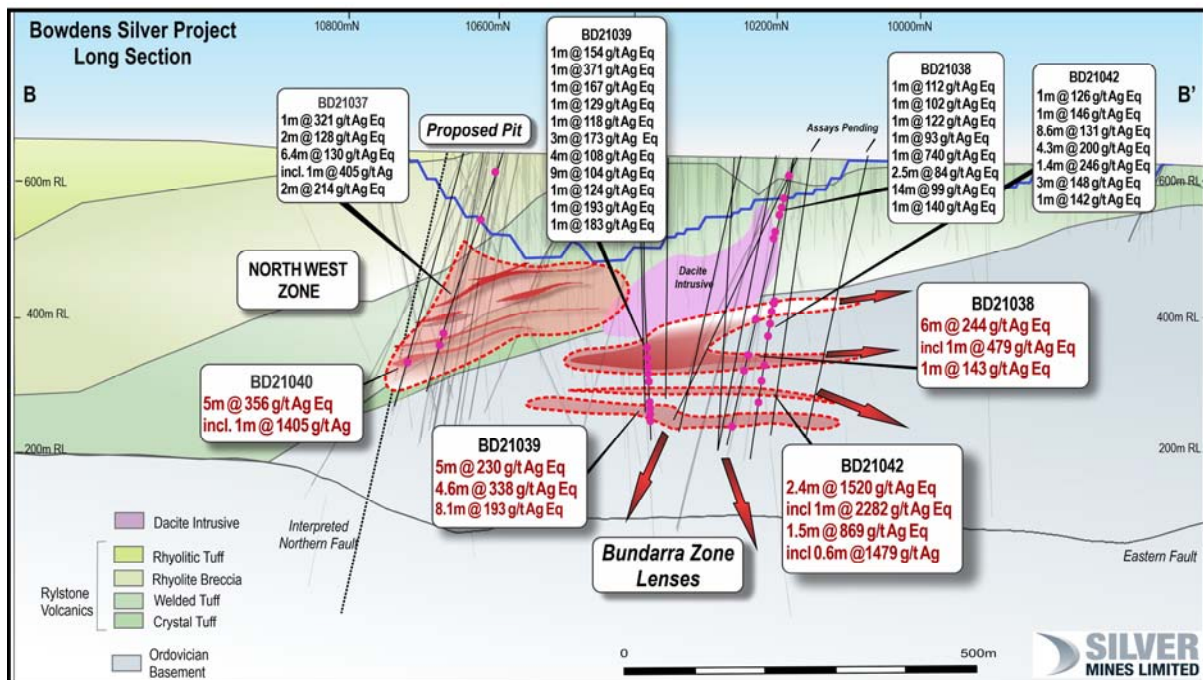 Bowdens Silver Project
Long Section
10800mN
10600mN
10200mN
10000mN
B
B'
BD21037
1m @ 321 g/t Ag Eq
2m @ 128 g/t Ag Eq
6.4m @ 130 g/t Ag Eq
incl. 1m @ 405 g/t Ag Eq
2m @ 214 g/t Ag Eq
Proposed Pit
BD21039
1m @ 154 g/t Ag Eq
1m @ 371 g/t Ag Eq
1m @ 167 g/t Ag Eq
1m @ 129 g/t Ag Eq
1m @ 118 g/t Ag Eq
3m @ 173 g/t Ag Eq
4m @ 108 g/t Ag Eq
9m @ 104 g/t Ag Eq
1m @ 124 g/t Ag Eq
1m @ 193 g/t Ag Eq
1m @ 183 g/t Ag Eq
Assays Pending
BD21038
1m @ 112 g/t Ag Eq
1m @ 102 g/t Ag Eq
1m @ 122 g/t Ag Eq
1m @ 93 g/t Ag Eq
1m @ 740 g/t Ag Eq
2.5m @ 84 g/t Ag Eq
14m @ 99 g/t Ag Eq
1m @ 140 g/t Ag Eq
BD21042
1m @ 126 g/t Ag Eq
1m @ 146 g/t Ag Eq
8.6m @ 131 g/t Ag Eq
4.3m @ 200 g/t Ag Eq
1.4m @ 246 g/t Ag Eq
3m @ 148 g/t Ag Eq
1m @ 142 g/t Ag Eq
600m RL
600m RL
NORTH WEST
ZONE
Dacite
Intrusive
400m RL
400m RL
BD21038
6m @ 244 g/t Ag Eq
incl 1m @ 479 g/t Ag Eq
1m @ 143 g/t Ag Eq
BD21040
5m @ 356 g/t Ag Eq
incl. 1m @ 1405 g/t Ag
200m RL
200m RL
BD21039
5m @ 230 g/t Ag Eq
4.6m @ 338 g/t Ag Eq
8.1m @ 193 g/t Ag Eq
BD21042
2.4m @ 1520 g/t Ag Eq
incl 1m @ 2282 g/t Ag Eq
1.5m @ 869 g/t Ag Eq
incl 0.6m @ 1479 g/t Ag
Interpreted
Northern Fault
Bundarra Zone
Lenses
Eastern Fault
Dacite Intrusive
Rylstone
Volcanics
Rhyolitic Tuff
Rhyolite Breccia
Welded Tuff
Crystal Tuff
Ordovician
Basement
0
500m
SILVER
MINES LIMITED